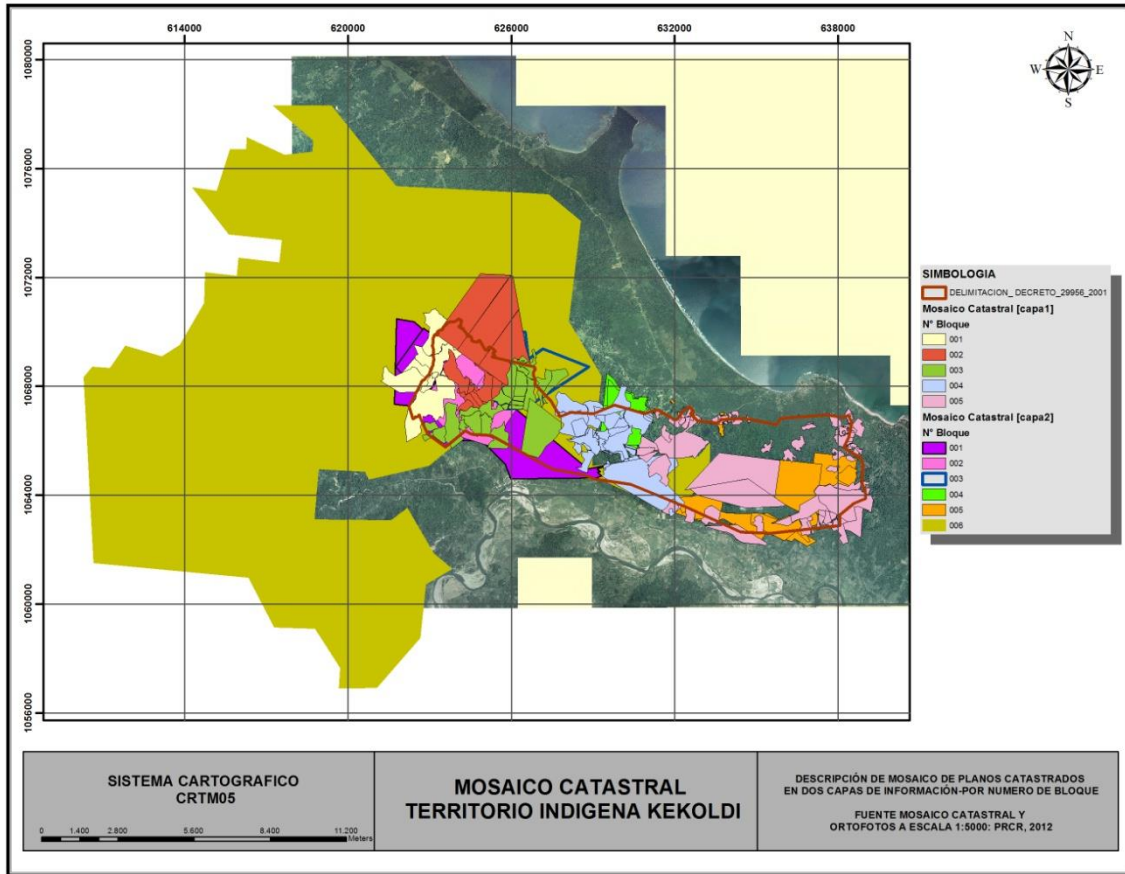 614000 620000 626000 632000 638000
N
W E
S
1080000
1076000
1072000
1068000
1064000
1060000
1056000
SIMBOLOGIA
DELIMITACION_ DECRETO_29956_2001
Mosaico Catastral [capa1]
N° Bloque
001
002
003
004
005
Mosaico Catastral [capa2]
N° Bloque
001
002
003
004
005
006
SISTEMA CARTOGRAFICO
CRTM05
0 1.400 2.800 5.600 8.400 11.200
Meters
MOSAICO CATASTRAL
TERRITORIO INDIGENA KEKOLDI
DESCRIPCIÓN DE MOSAICO DE PLANOS CATASTRADOS
EN DOS CAPAS DE INFORMACIÓN-POR NUMERO DE BLOQUE
FUENTE MOSAICO CATASTRAL Y
ORTOFOTOS A ESCALA 1:5000: PRCR, 2012